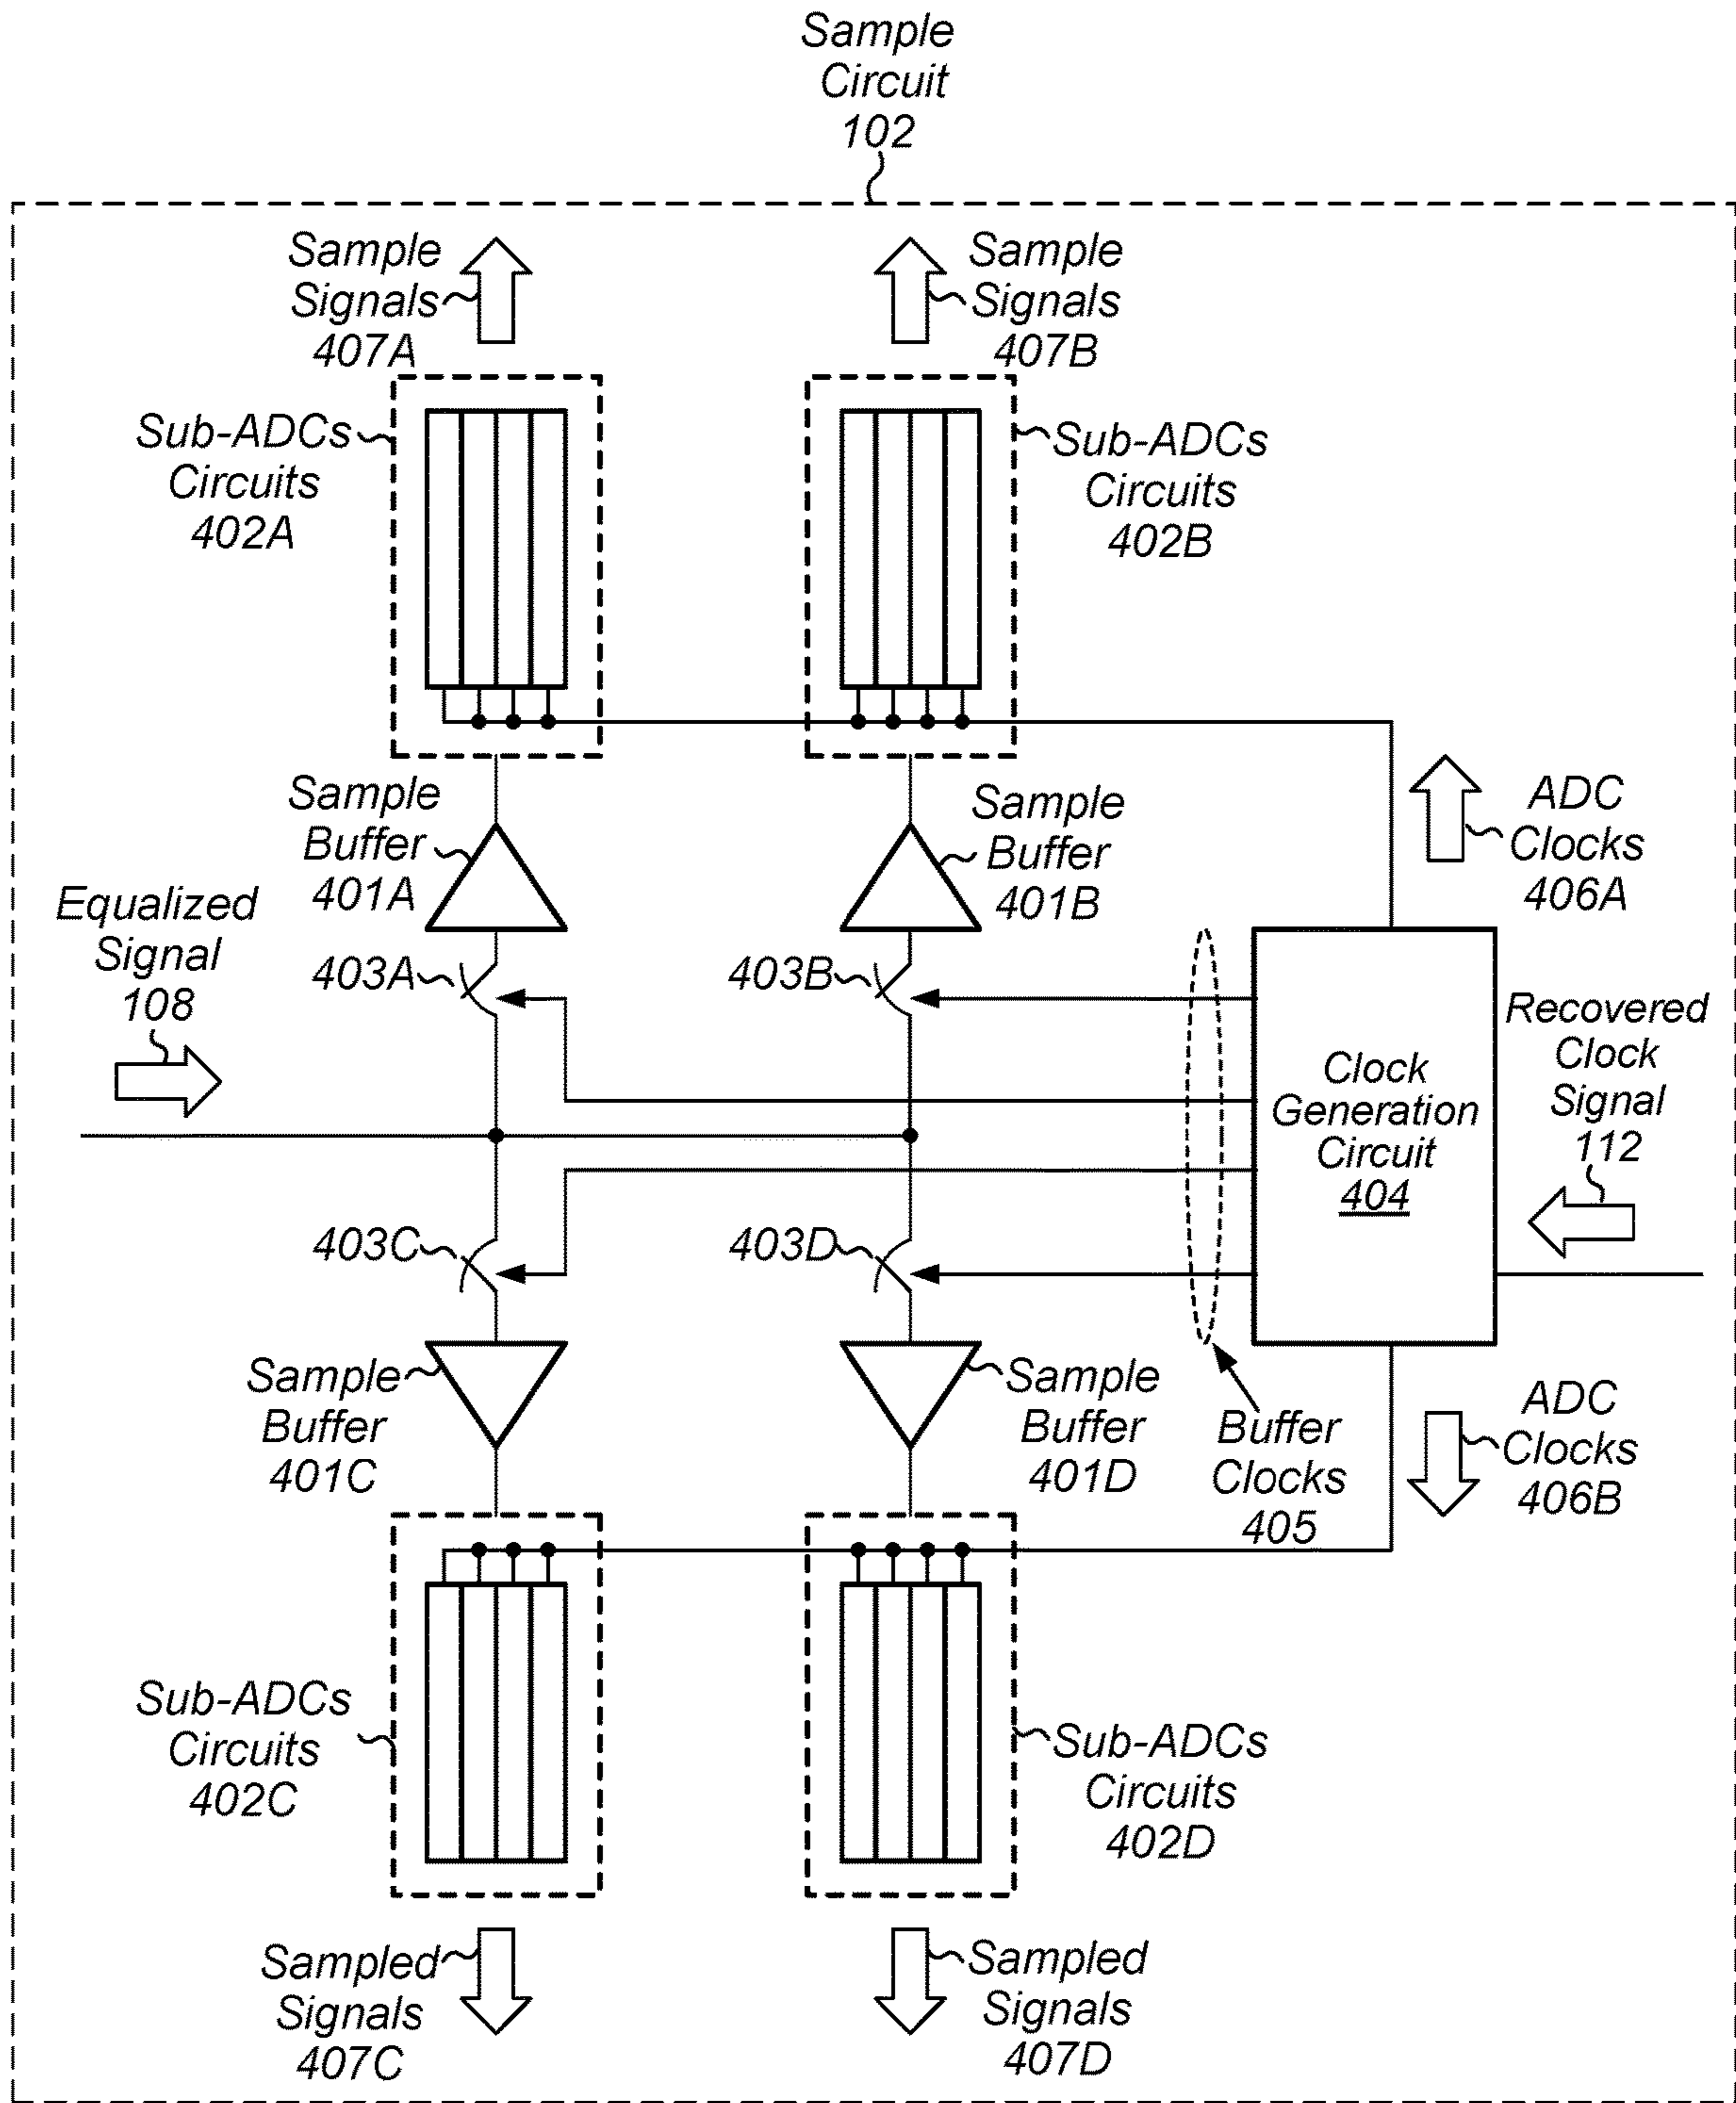 Sample
Circuit
102
Sample
Signals
407A
Sample
Signals
407B
Sub-ADCs
Circuits
402A
Sub-ADCs
Circuits
402B
Sample
Buffer
401A
Sample
Buffer
401B
ADC
Clocks
406A
Equalized
Signal
108
403A
403B
Recovered
Clock
Signal
112
Clock
Generation
Circuit
404
403C
403D
Sample
Buffer
401C
Sample
Buffer
401D
Buffer
Clocks
405
ADC
Clocks
406B
Sub-ADCs
Circuits
402C
Sub-ADCs
Circuits
402D
Sampled
Signals
407C
Sampled
Signals
407D